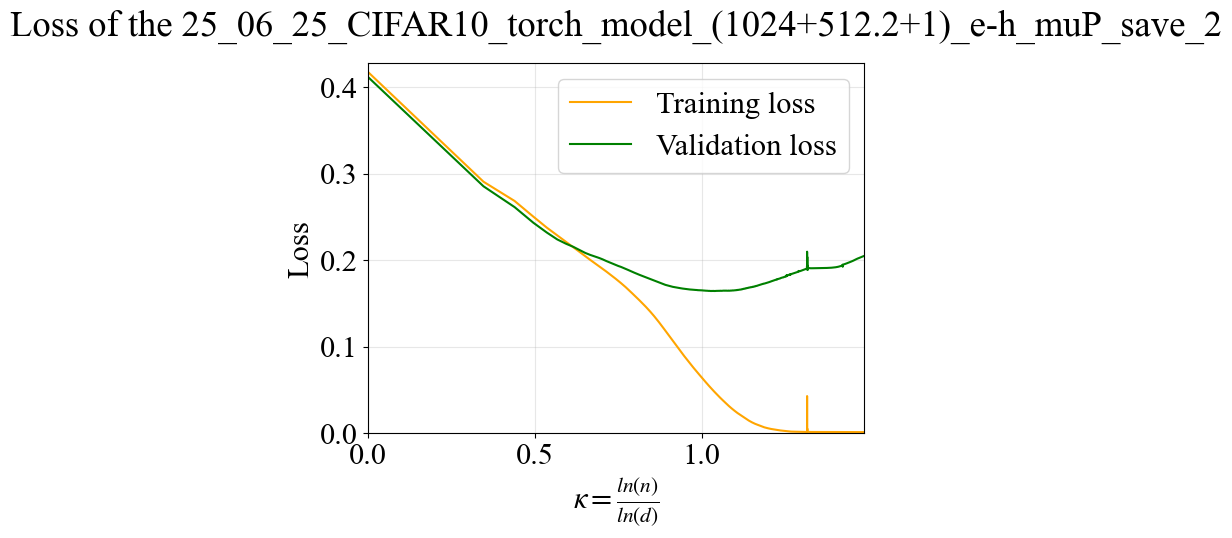 Loss of the 25_06_25_CIFAR10_torch_model_(1024+512.2+1)_e-h_muP_save_2
Training loss
Validation loss
Loss
0.4
0.3
0.2
0.1
0.0
0.0 0.5 1.0
κ = ln(n)/ln(d)